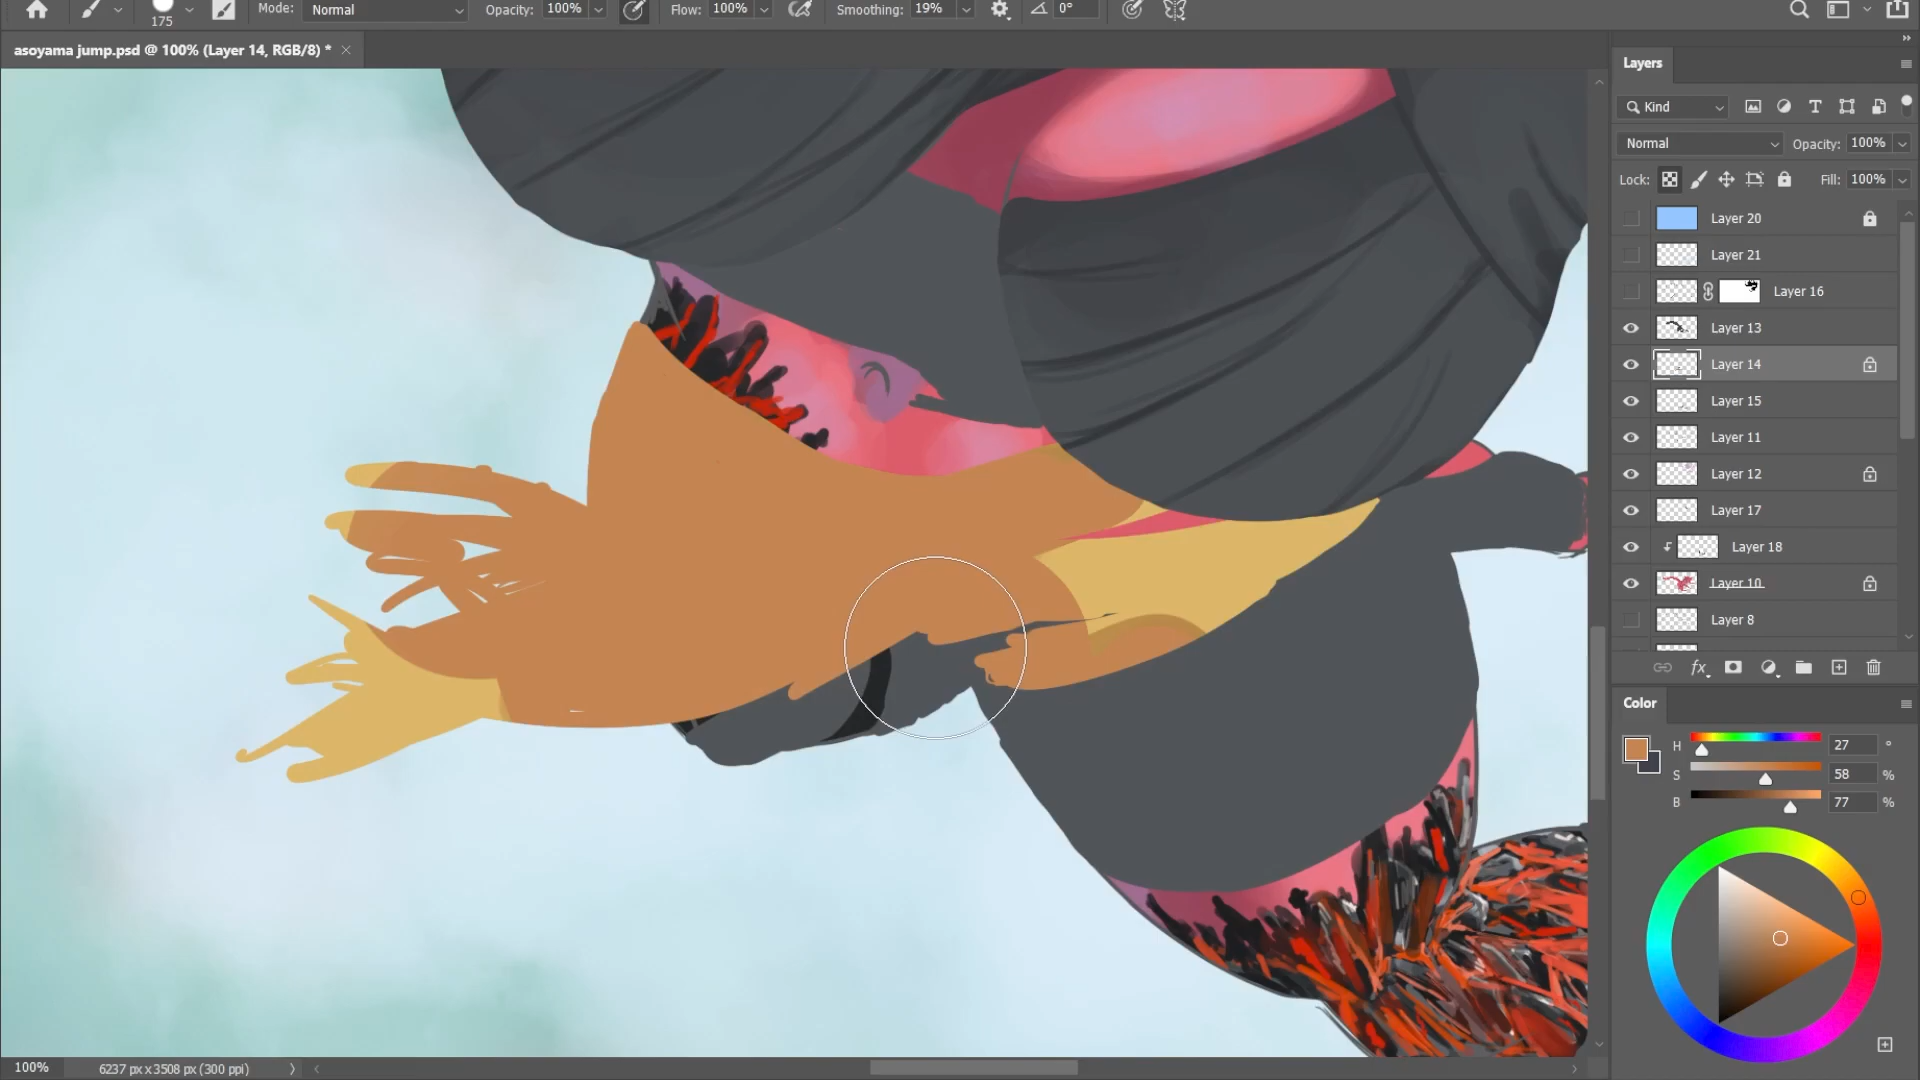 175
Mode: Normal Opacity: 100% Flow: 100% Smoothing: 19% 0°
asoyama jump.psd @ 100% (Layer 14, RGB/8) *
Layers
Kind
Normal Opacity: 100%
Lock: Fill: 100%
Layer 20
Layer 21
Layer 16
Layer 13
Layer 14
Layer 15
Layer 11
Layer 12
Layer 17
Layer 18
Layer 10
Layer 8
fx
Color
H 27 °
S 58 %
B 77 %
100% 6237 px x 3508 px (300 ppi)